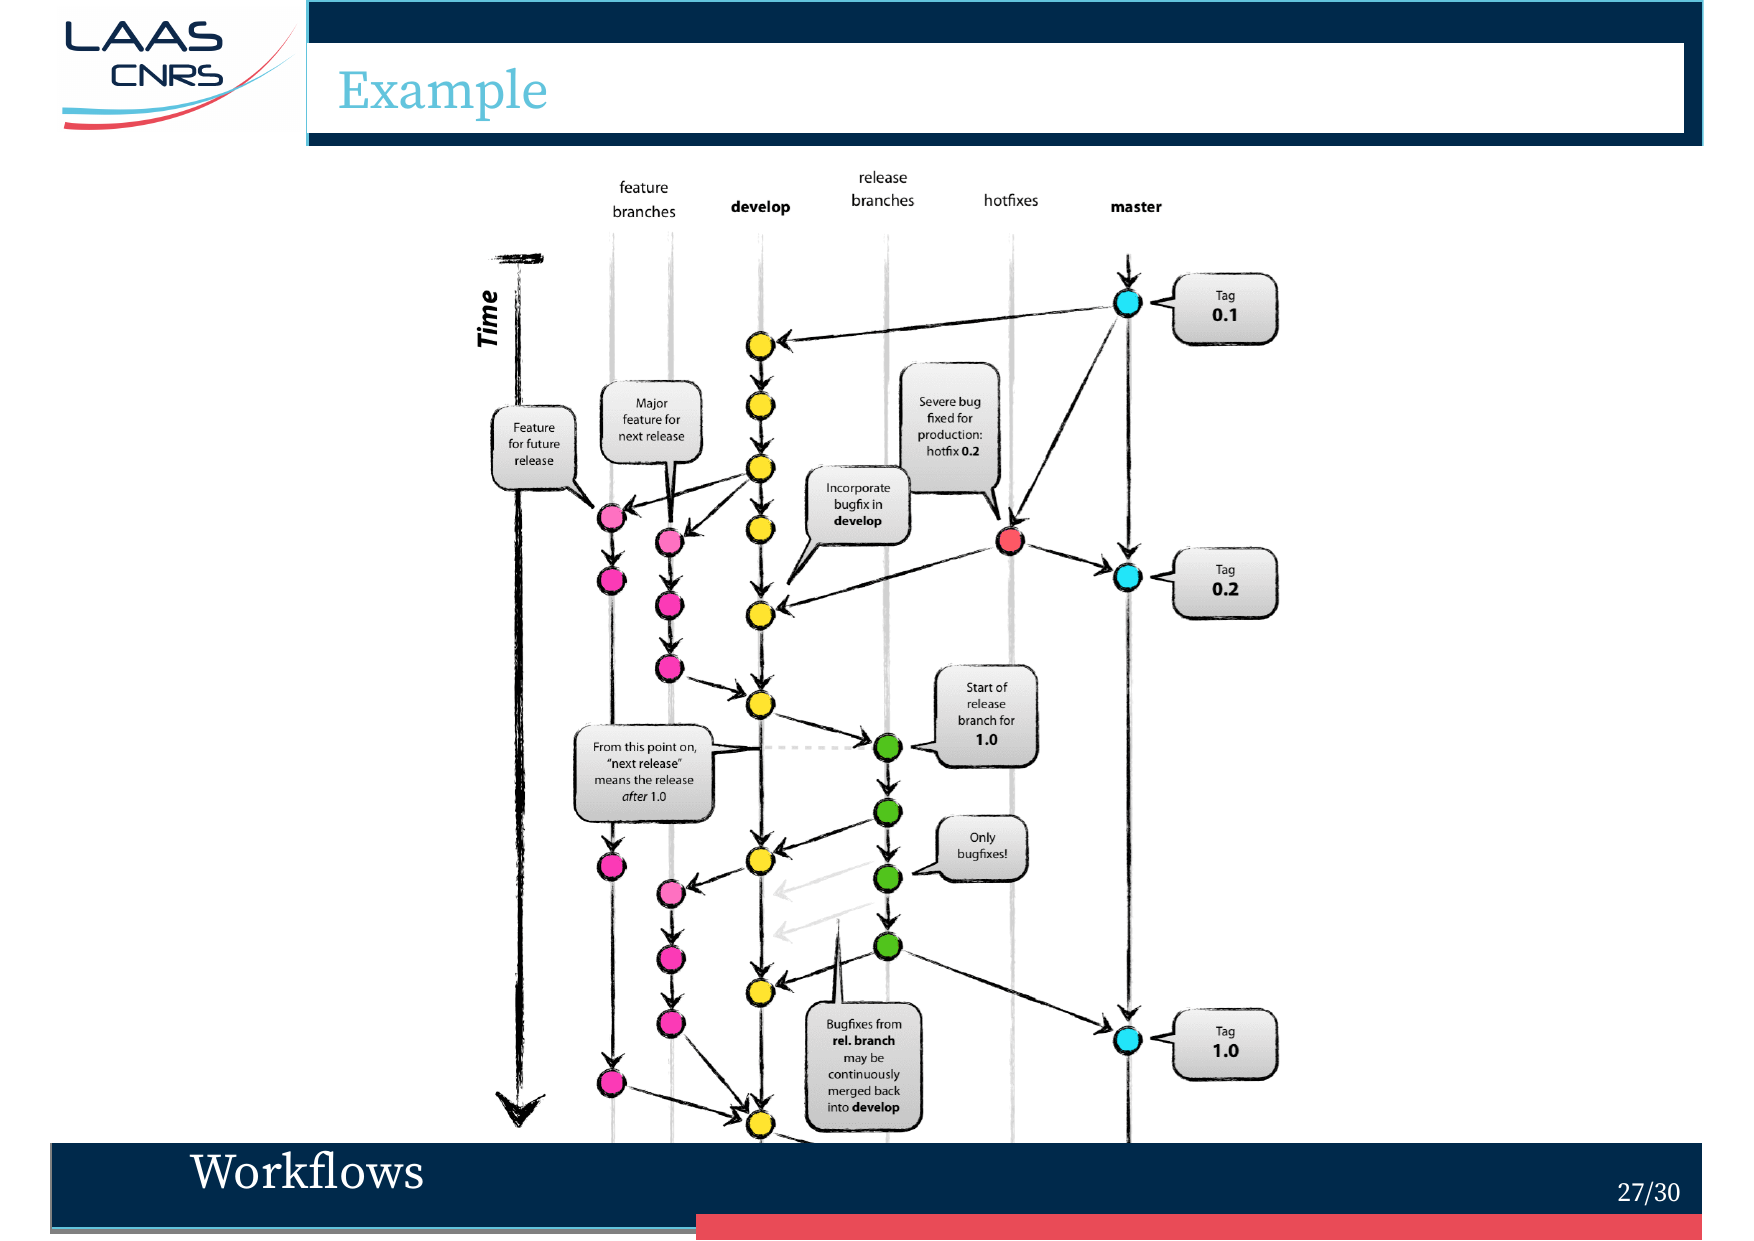 LAAS
CNRS
Example
feature
branches
develop
release
branches
hotfixes
master
Time
Tag
0.1
Feature
for future
release
Major
feature for
next release
Severe bug
fixed for
production:
hotfix 0.2
Incorporate
bugfix in
develop
Tag
0.2
Start of
release
branch for
1.0
From this point on,
“next release”
means the release
after 1.0
Only
bugfixes!
Bugfixes from
rel. branch
may be
continuously
merged back
into develop
Tag
1.0
Workflows
27/30